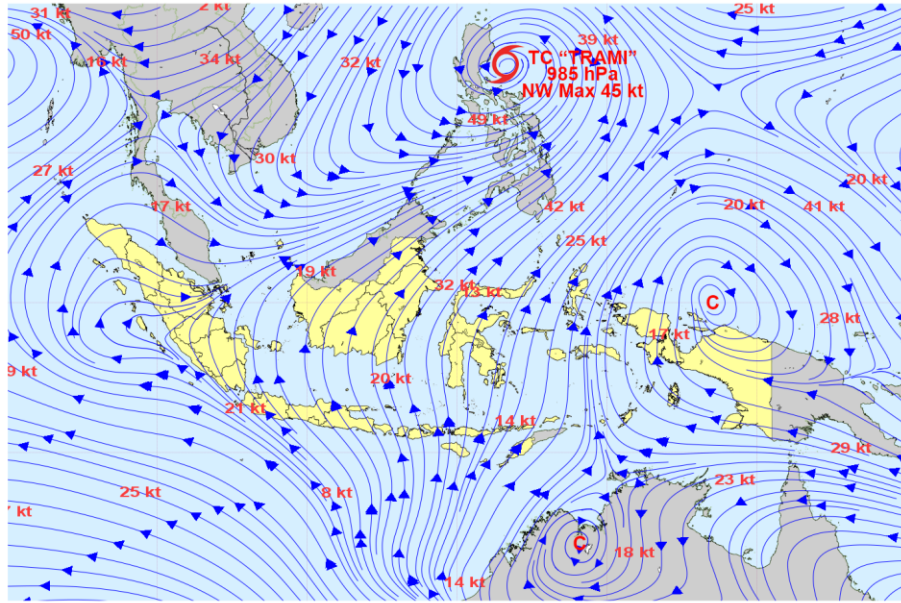 31 kt
2 kt
25 kt
50 kt
16 kt
34 kt
32 kt
39 kt
TC “TRAMI”
985 hPa
NW Max 45 kt
49 kt
30 kt
27 kt
17 kt
20 kt
20 kt
41 kt
42 kt
25 kt
19 kt
32 kt
13 kt
C
28 kt
17 kt
9 kt
20 kt
21 kt
14 kt
29 kt
23 kt
25 kt
8 kt
7 kt
C
18 kt
14 kt